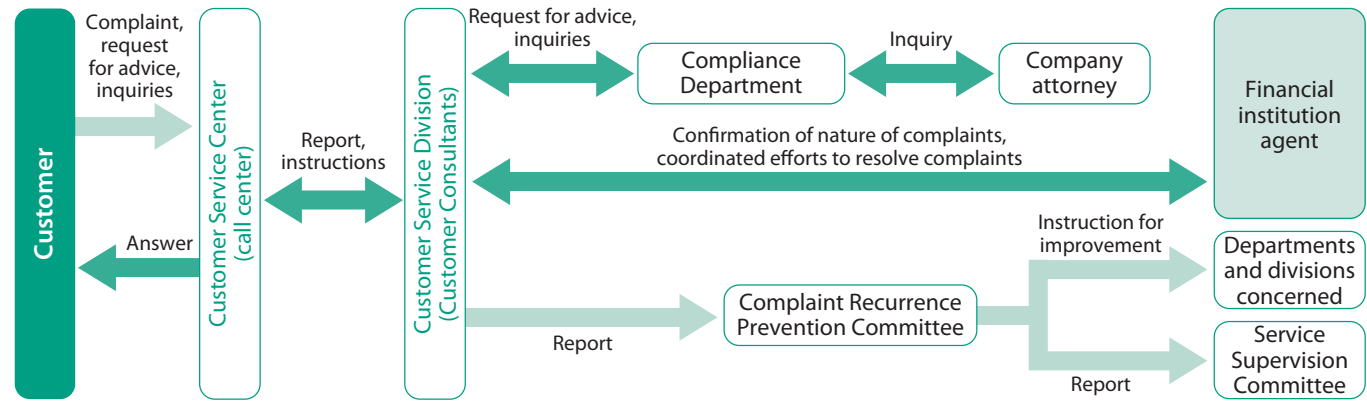 Customer
Complaint,
request
for advice,
inquiries
Answer
Customer Service Center
(call center)
Report,
instructions
Customer Service Division
(Customer Consultants)
Request for advice,
inquiries
Compliance
Department
Inquiry
Company
attorney
Confirmation of nature of complaints,
coordinated efforts to resolve complaints
Financial
institution
agent
Report
Complaint Recurrence
Prevention Committee
Instruction for
improvement
Departments
and divisions
concerned
Report
Service
Supervision
Committee